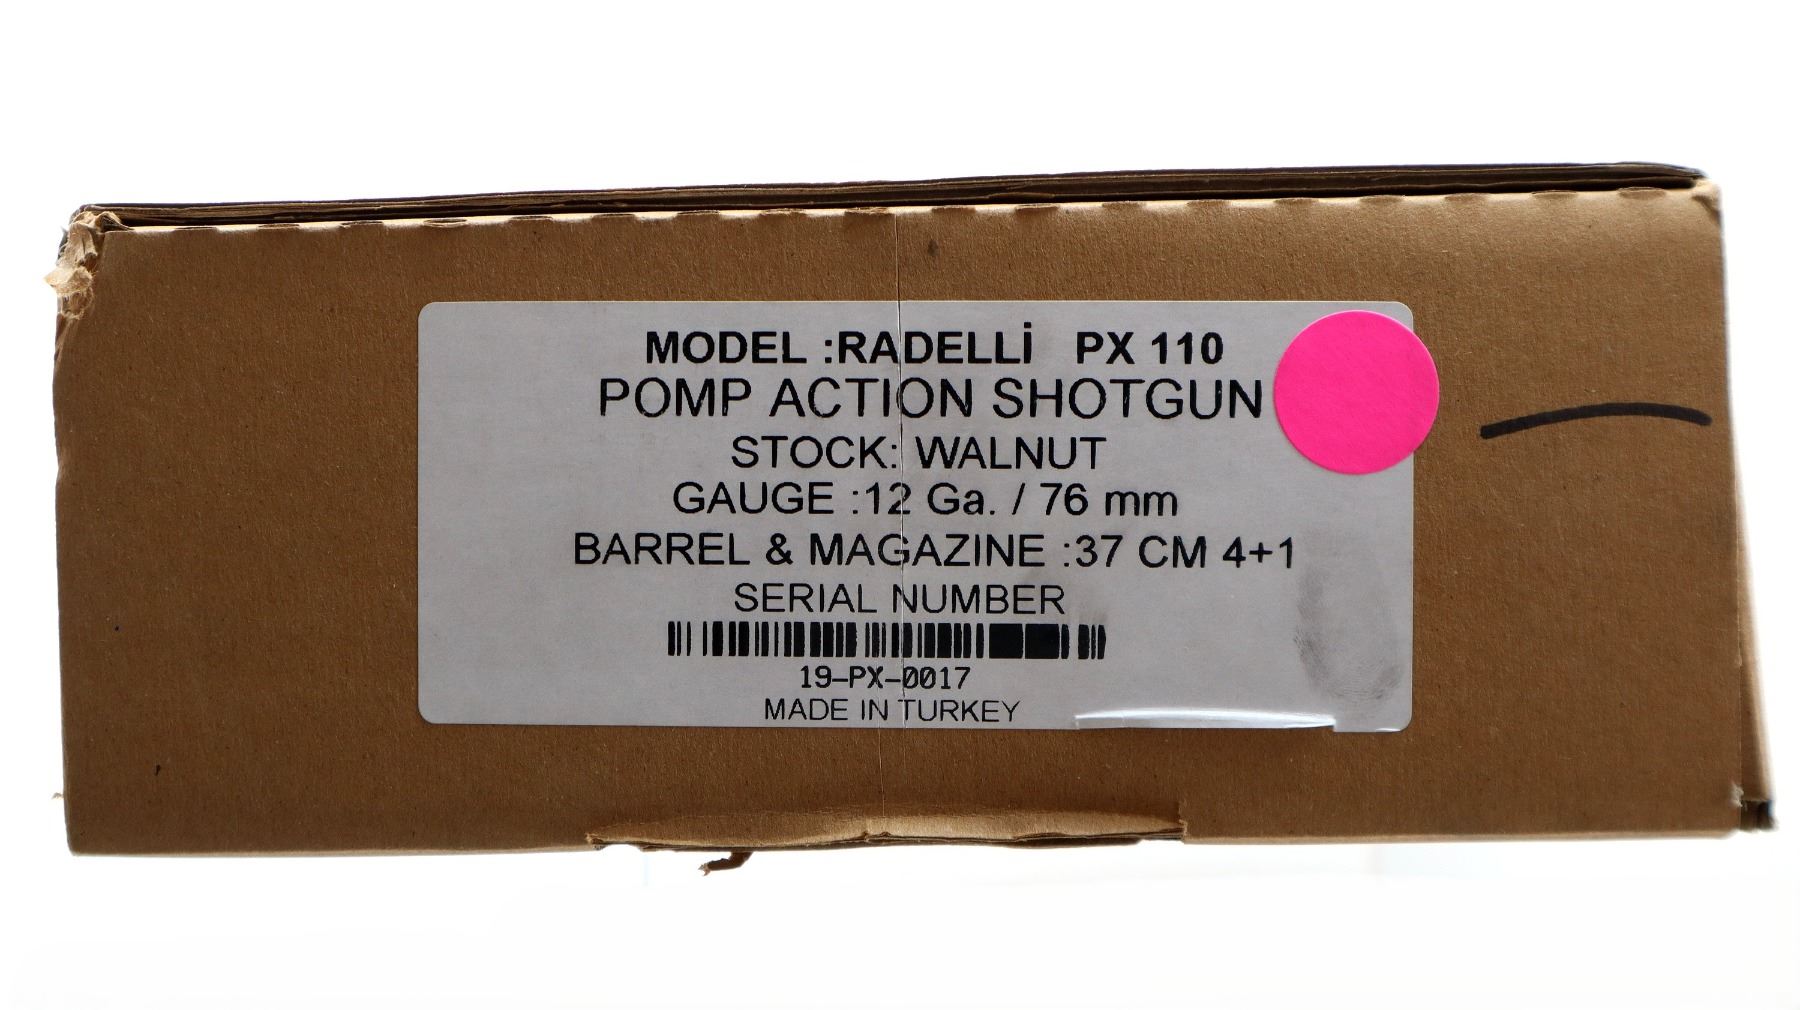 MODEL :RADELLİ PX 110
POMP ACTION SHOTGUN
STOCK: WALNUT
GAUGE :12 Ga. / 76 mm
BARREL & MAGAZINE :37 CM 4+1
SERIAL NUMBER
19-PX-0017
MADE IN TURKEY